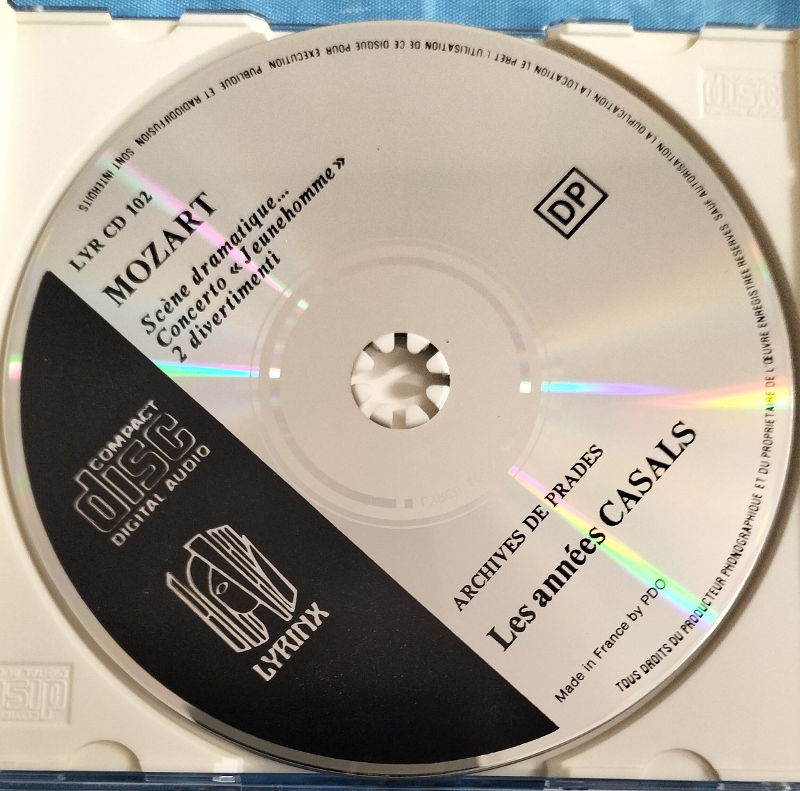 LYR CD 102
MOZART
Scène dramatique...
Concerto « Jeunehomme »
2 divertimenti
DP
COMPACT
disc
DIGITAL AUDIO
LYRINX
ARCHIVES DE PRADES
Les années CASALS
Made in France by PDO
TOUS DROITS DU PRODUCTEUR PHONOGRAPHIQUE ET DU PROPRIETAIRE DE L'ŒUVRE ENREGISTREE RESERVES SAUF AUTORISATION LA DUPLICATION LA LOCATION LE PRET L'UTILISATION DE CE DISQUE POUR EXECUTION PUBLIQUE ET RADIODIFFUSION SONT INTERDITS
disc
disc